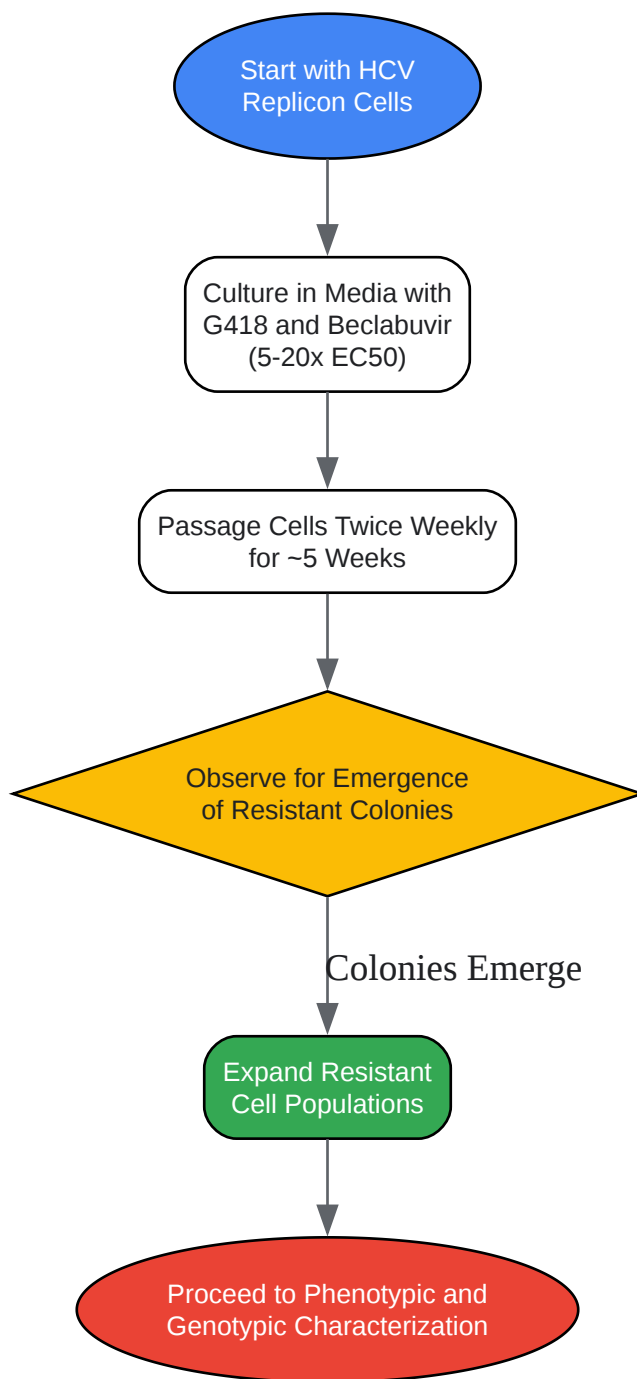 Start with HCV
Replicon Cells
Culture in Media with
G418 and Beclabuvir
(5-20x EC50)
Passage Cells Twice Weekly
for ~5 Weeks
Observe for Emergence
of Resistant Colonies
Colonies Emerge
Expand Resistant
Cell Populations
Proceed to Phenotypic and
Genotypic Characterization